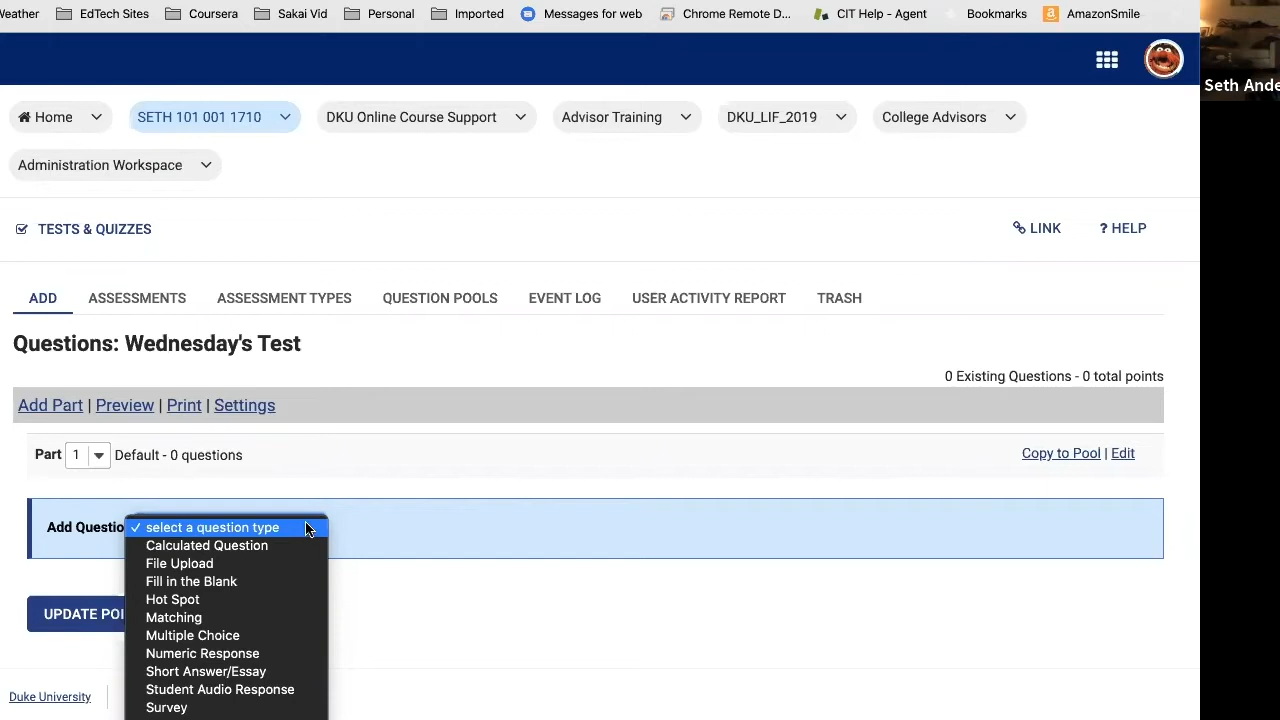 Weather EdTech Sites Coursera Sakai Vid Personal Imported Messages for web Chrome Remote D... CIT Help - Agent Bookmarks AmazonSmile
Seth Ande
Home SETH 101 001 1710 DKU Online Course Support Advisor Training DKU_LIF_2019 College Advisors
Administration Workspace
TESTS & QUIZZES LINK ? HELP
ADD ASSESSMENTS ASSESSMENT TYPES QUESTION POOLS EVENT LOG USER ACTIVITY REPORT TRASH
Questions: Wednesday's Test
0 Existing Questions - 0 total points
Add Part | Preview | Print | Settings
Part 1 Default - 0 questions Copy to Pool | Edit
Add Questio ✓ select a question type
Calculated Question
File Upload
Fill in the Blank
Hot Spot
UPDATE POI
Matching
Multiple Choice
Numeric Response
Short Answer/Essay
Student Audio Response
Duke University
Survey